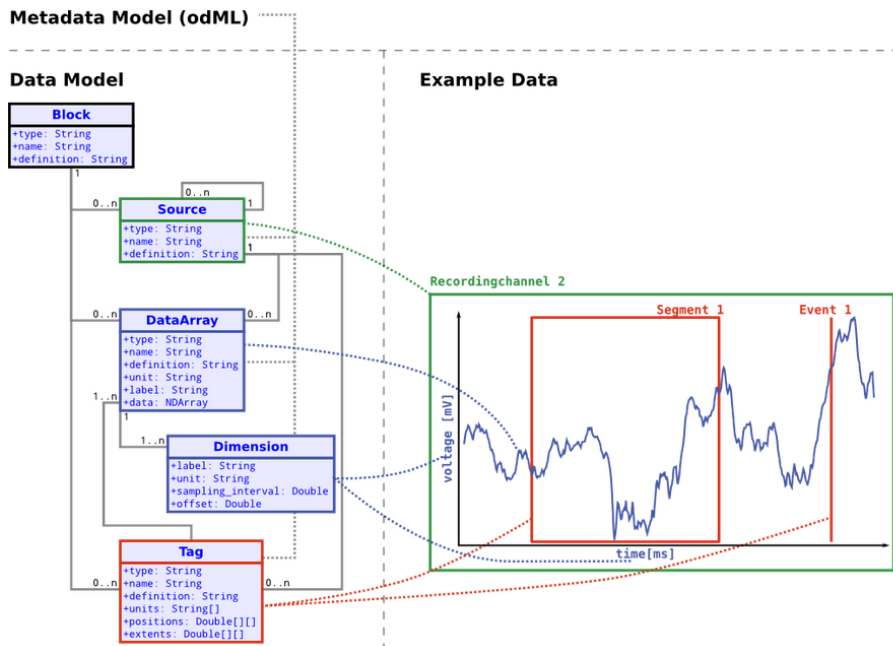 Metadata Model (odML)
Data Model
Example Data
Block
+type: String
+name: String
+definition: String
1
0..n
0..n
1
Source
+type: String
+name: String
+definition: String
1
0..n
0..n
DataArray
+type: String
+name: String
+definition: String
+unit: String
+label: String
+data: NDArray
1..n
1
1..n
Dimension
+label: String
+unit: String
+sampling_interval: Double
+offset: Double
Tag
+type: String
+name: String
+definition: String
+units: String[]
+positions: Double[][]
+extents: Double[][]
0..n
0..n
Recordingchannel 2
Segment 1
Event 1
voltage [mV]
time[ms]